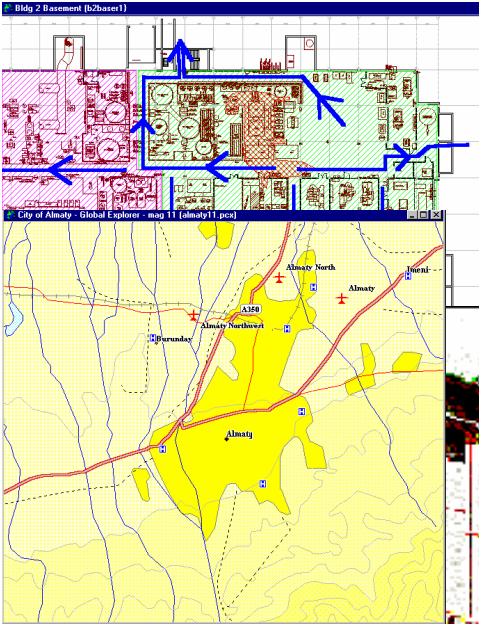 Bldg 2 Basement [b2baser1]
City of Almaty - Global Explorer - mag 11 (almaty11.pcx)
Almaty North
Imeni
H
Almaty
H
A350
Almaty Northwest
H
H
Burunday
H
Almaty
H
H